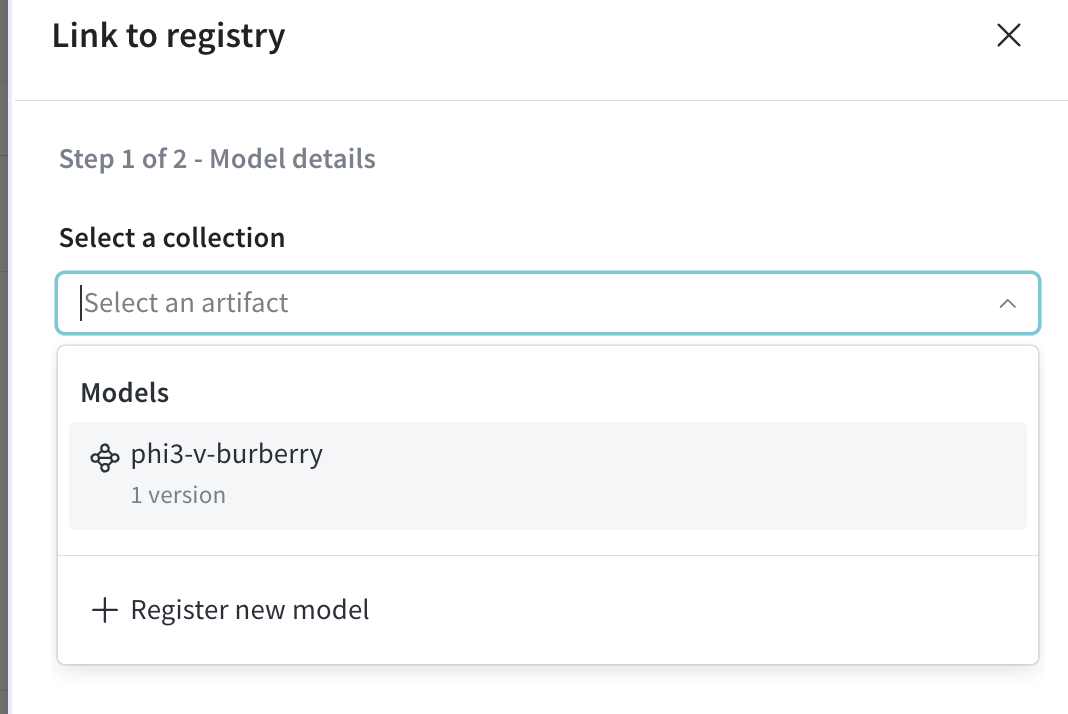 Link to registry
Step 1 of 2 - Model details
Select a collection
Select an artifact
Models
phi3-v-burberry
1 version
Register new model